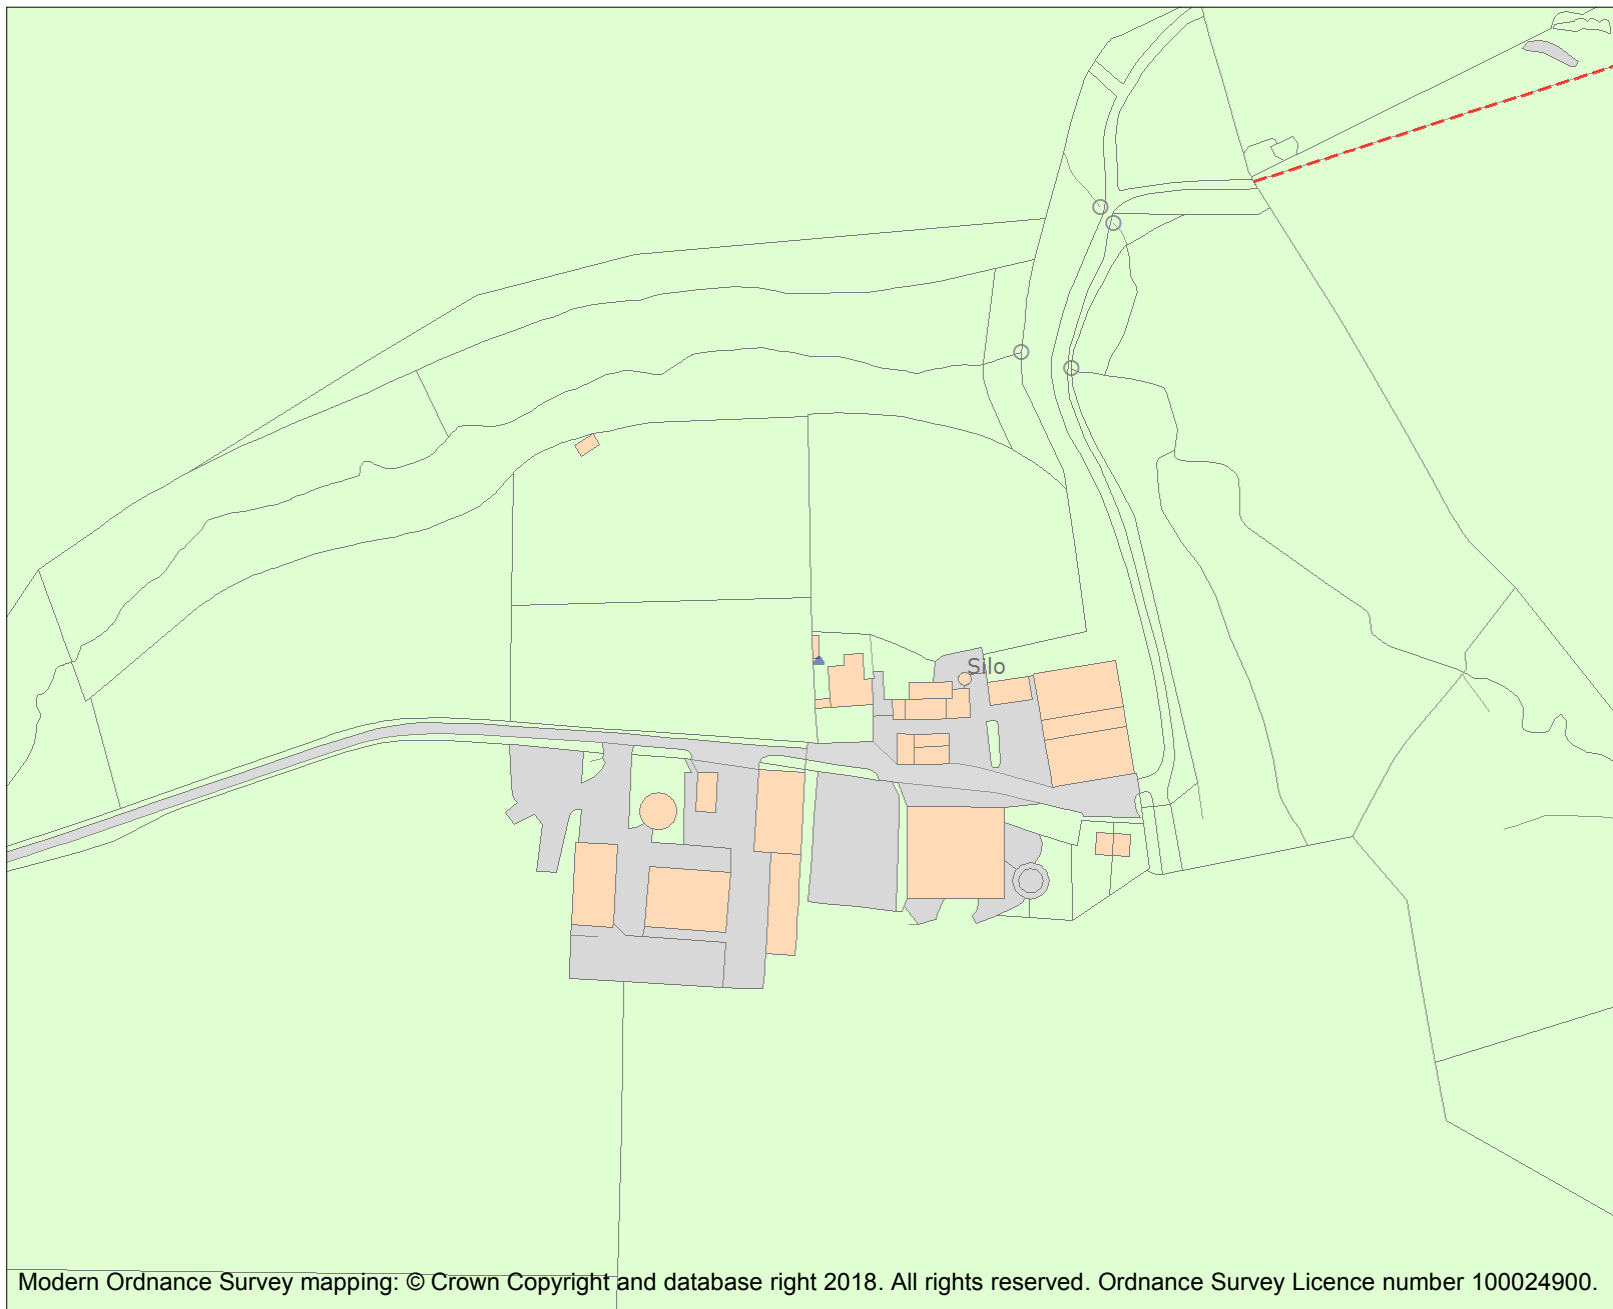 Silo
Modern Ordnance Survey mapping: © Crown Copyright and database right 2018. All rights reserved. Ordnance Survey Licence number 100024900.